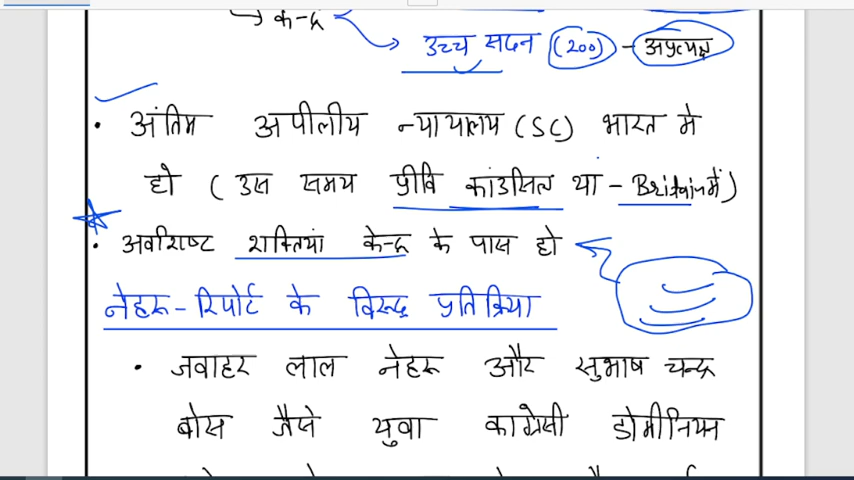 ↳ केन्द्र
→ उच्च सदन (200) - अप्रत्यक्ष
• अंतिम अपीलीय न्यायालय (SC) भारत मे
हो ( उस समय प्रीवि काउंसिल था - Britain में )
• अवशिष्ट शक्तियां केन्द्र के पास हो
नेहरू - रिपोर्ट के विरूद्ध प्रतिक्रिया
• जवाहर लाल नेहरू और सुभाष चन्द्र
बोस जैसे युवा कांग्रेसी डोमीनियन